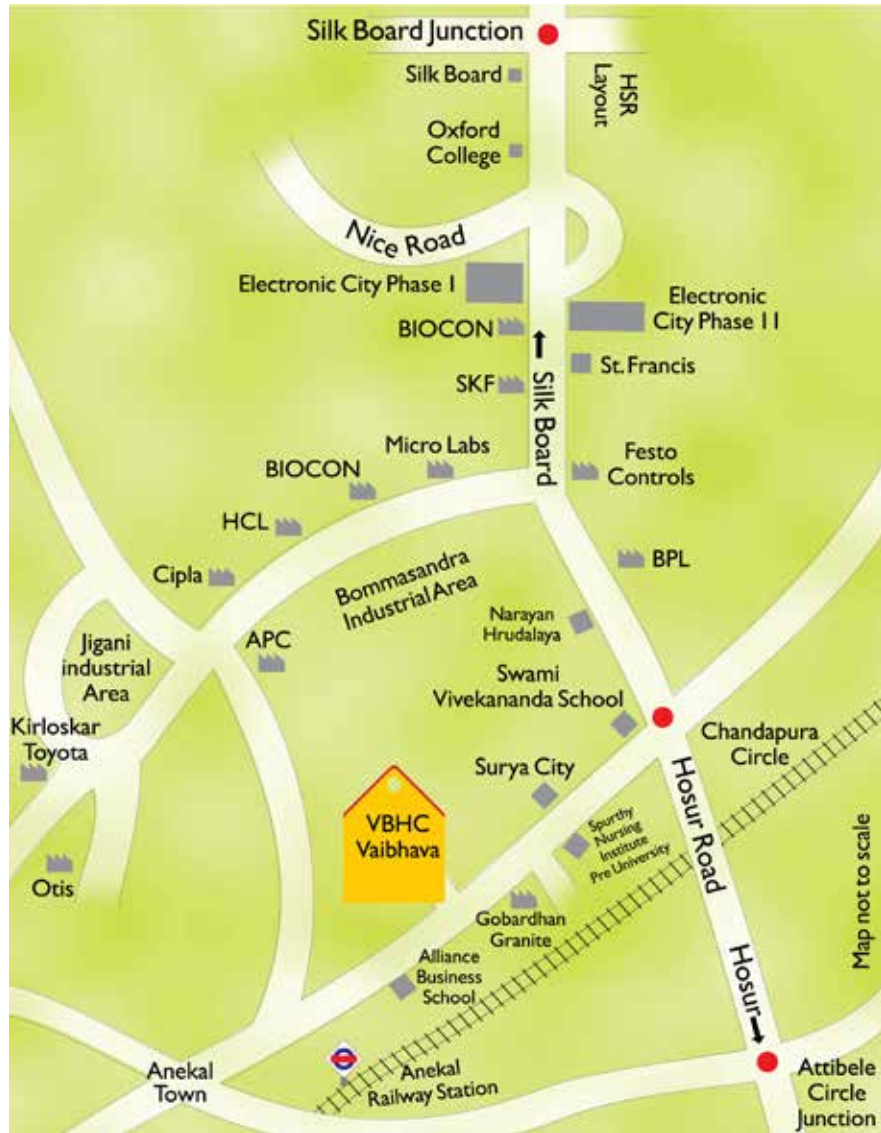 Silk Board Junction
Silk Board
HSR
Layout
Oxford
College
Nice Road
Electronic City Phase I
Electronic
City Phase 11
BIOCON
St. Francis
SKF
Silk Board
Micro Labs
Festo
Controls
BIOCON
HCL
Cipla
BPL
Bommasandra
Industrial Area
Narayan
Hrudalaya
Jigani
industrial
Area
APC
Swami
Vivekananda School
Kirloskar
Toyota
Chandapura
Circle
Surya City
VBHC
Vaibhava
Spurthy
Nursing
Institute
Pre University
Hosur Road
Otis
Gobardhan
Granite
Map not to scale
Alliance
Business
School
Hosur
Anekal
Town
Anekal
Railway Station
Attibele
Circle
Junction